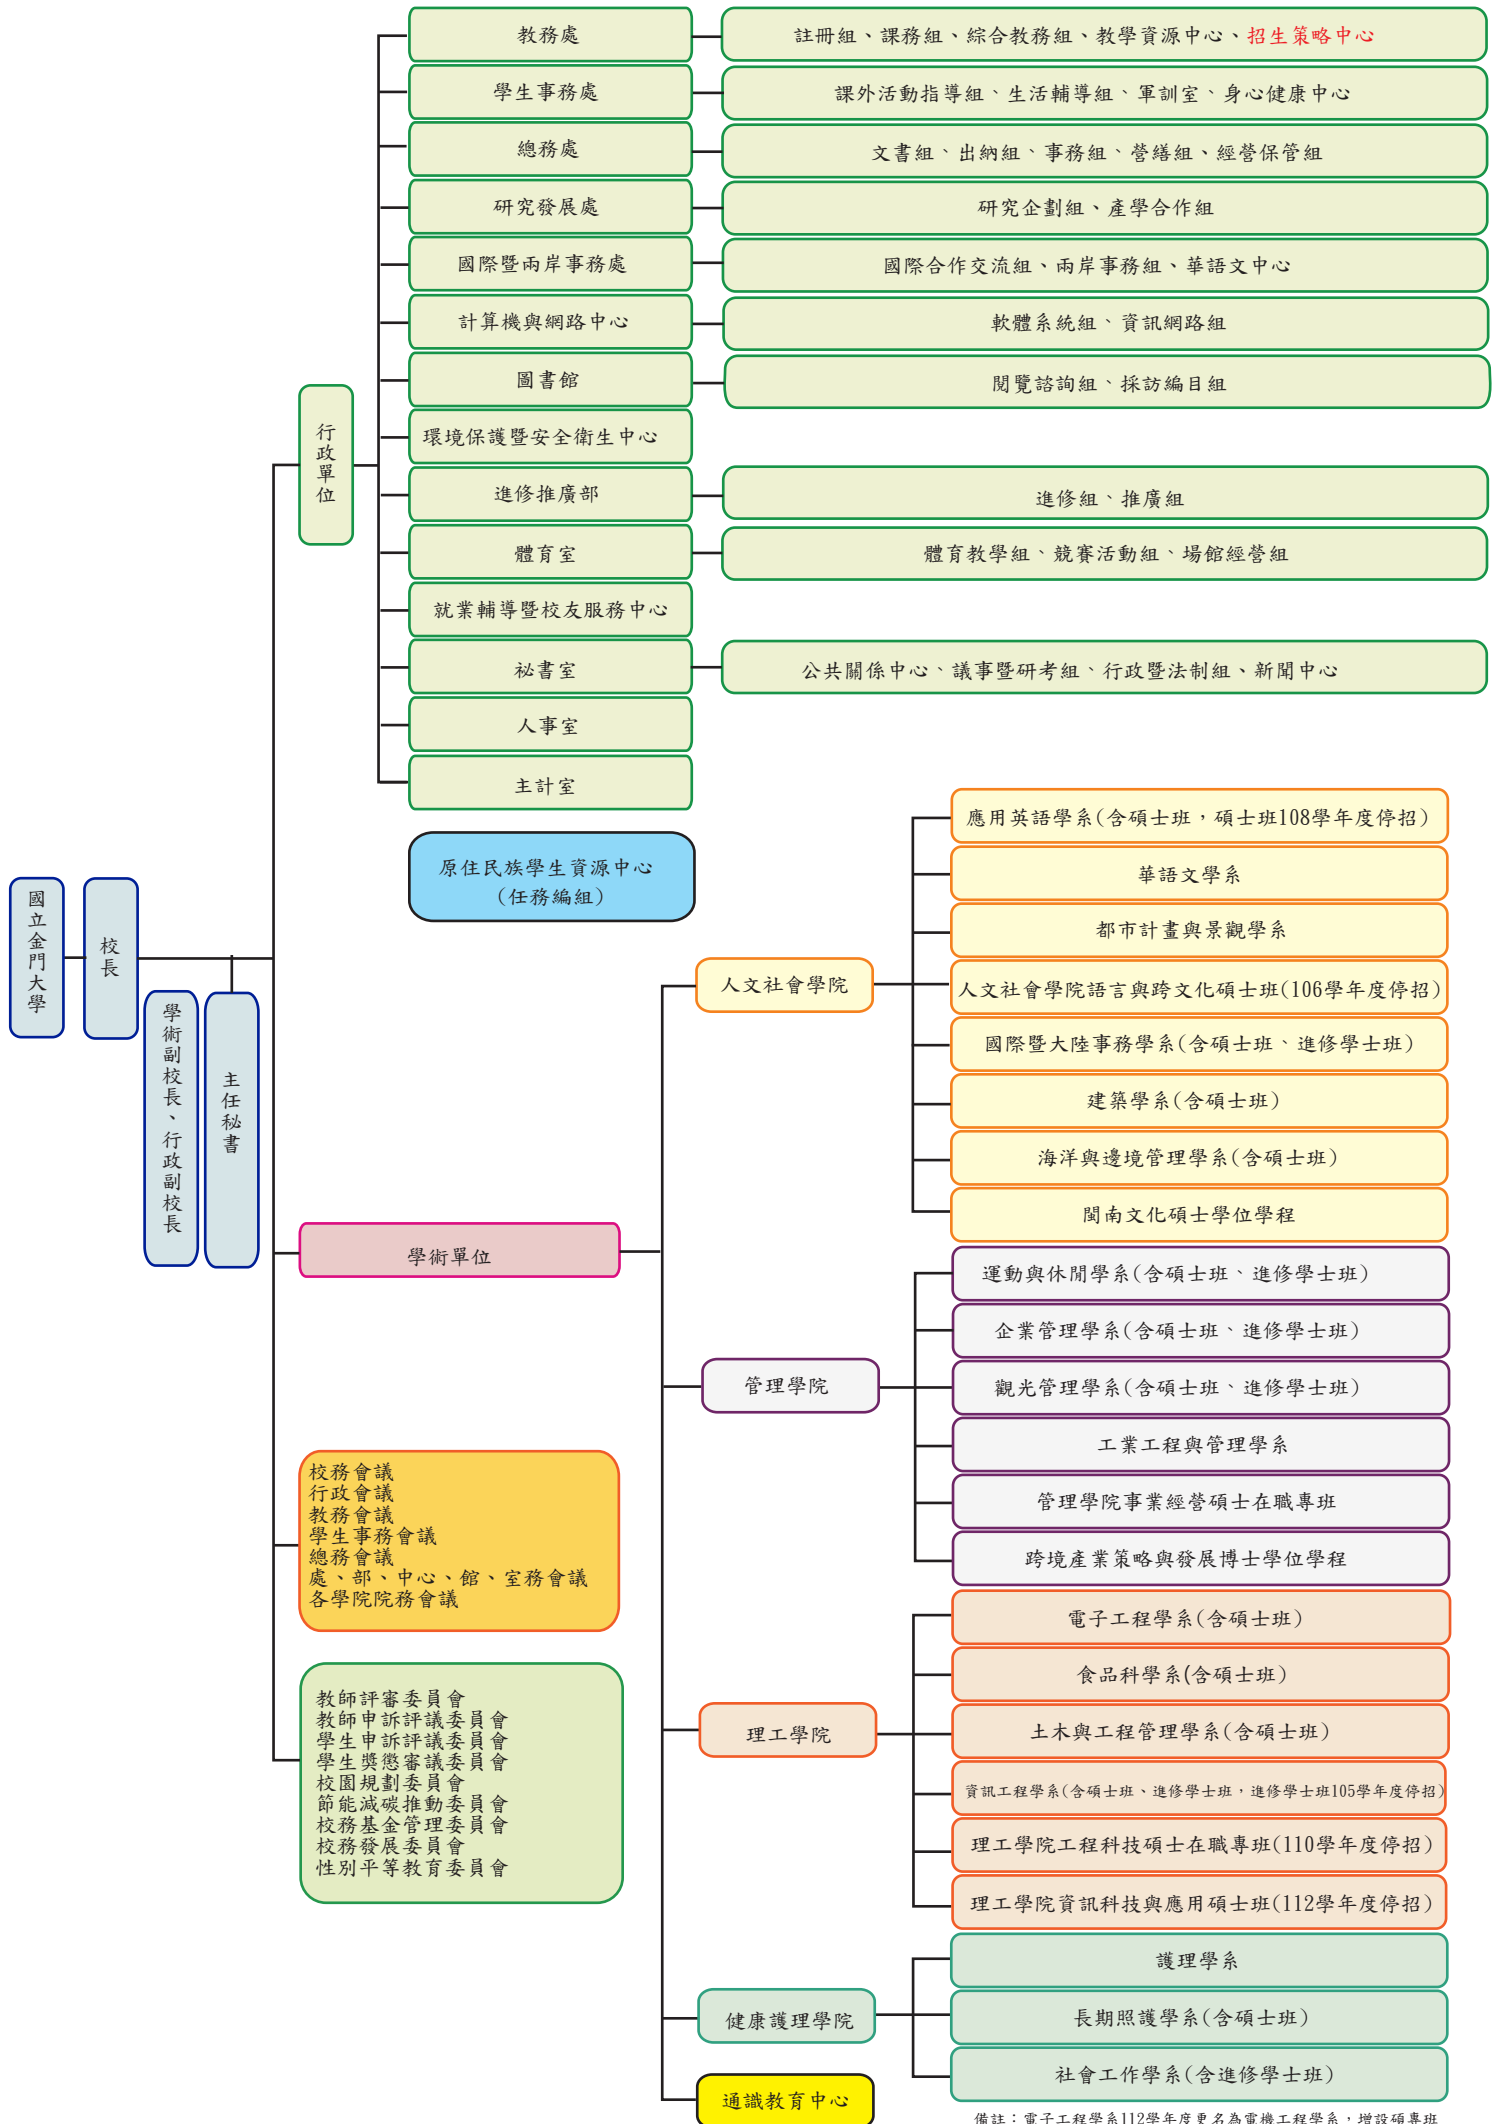 國立金門大學
校長
學術副校長、行政副校長
主任秘書
行政單位
教務處
註冊組、課務組、綜合教務組、教學資源中心、招生策略中心
學生事務處
課外活動指導組、生活輔導組、軍訓室、身心健康中心
總務處
文書組、出納組、事務組、營繕組、經營保管組
研究發展處
研究企劃組、產學合作組
國際暨兩岸事務處
國際合作交流組、兩岸事務組、華語文中心
計算機與網路中心
軟體系統組、資訊網路組
圖書館
閱覽諮詢組、採訪編目組
環境保護暨安全衛生中心
進修推廣部
進修組、推廣組
體育室
體育教學組、競賽活動組、場館經營組
就業輔導暨校友服務中心
祕書室
公共關係中心、議事暨研考組、行政暨法制組、新聞中心
人事室
主計室
原住民族學生資源中心
(任務編組)
學術單位
人文社會學院
應用英語學系(含碩士班，碩士班108學年度停招)
華語文學系
都市計畫與景觀學系
人文社會學院語言與跨文化碩士班(106學年度停招)
國際暨大陸事務學系(含碩士班、進修學士班)
建築學系(含碩士班)
海洋與邊境管理學系(含碩士班)
閩南文化碩士學位學程
管理學院
運動與休閒學系(含碩士班、進修學士班)
企業管理學系(含碩士班、進修學士班)
觀光管理學系(含碩士班、進修學士班)
工業工程與管理學系
管理學院事業經營碩士在職專班
跨境產業策略與發展博士學位學程
理工學院
電子工程學系(含碩士班)
食品科學系(含碩士班)
土木與工程管理學系(含碩士班)
資訊工程學系(含碩士班、進修學士班，進修學士班105學年度停招)
理工學院工程科技碩士在職專班(110學年度停招)
理工學院資訊科技與應用碩士班(112學年度停招)
健康護理學院
護理學系
長期照護學系(含碩士班)
社會工作學系(含進修學士班)
通識教育中心
校務會議
行政會議
教務會議
學生事務會議
總務會議
處、部、中心、館、室務會議
各學院院務會議
教師評審委員會
教師申訴評議委員會
學生申訴評議委員會
學生獎懲審議委員會
校園規劃委員會
節能減碳推動委員會
校務基金管理委員會
校務發展委員會
性別平等教育委員會
備註：電子工程學系112學年度更名為電機工程學系，增設碩專班